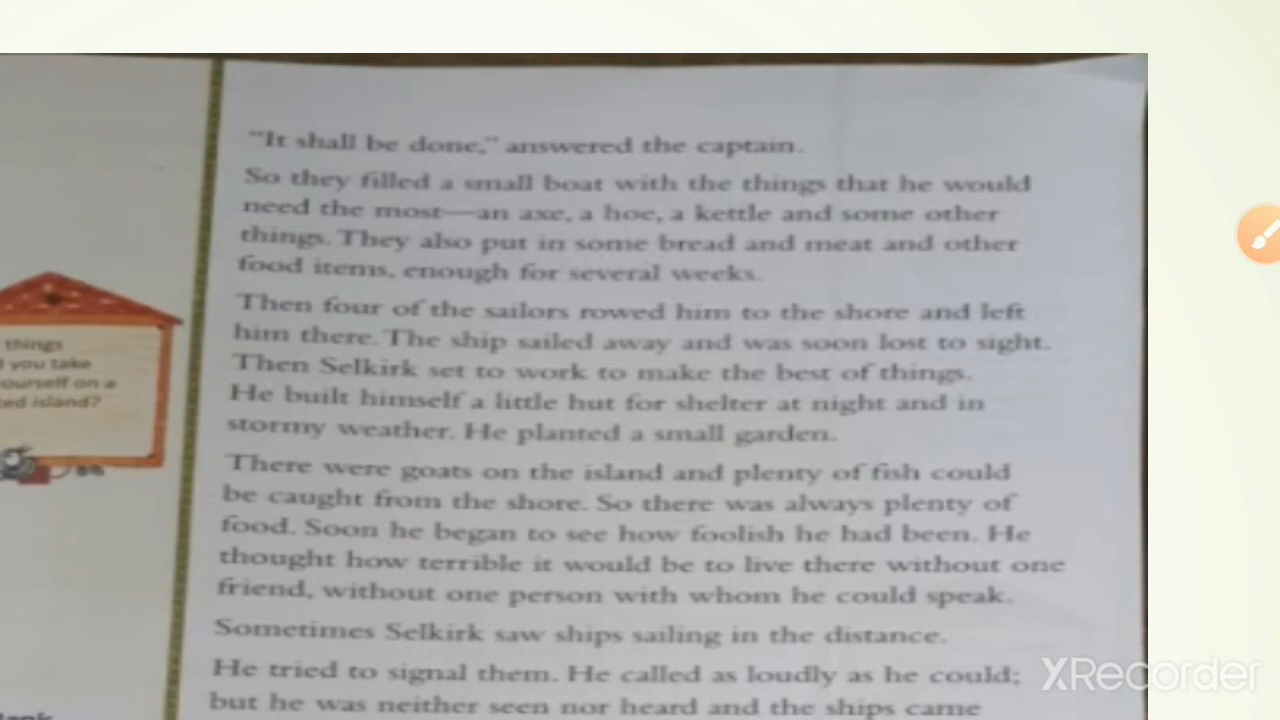 "It shall be done," answered the captain.
So they filled a small boat with the things that he would
need the most—an axe, a hoe, a kettle and some other
things. They also put in some bread and meat and other
food items, enough for several weeks.
Then four of the sailors rowed him to the shore and left
him there. The ship sailed away and was soon lost to sight.
Then Selkirk set to work to make the best of things.
He built himself a little hut for shelter at night and in
stormy weather. He planted a small garden.
There were goats on the island and plenty of fish could
be caught from the shore. So there was always plenty of
food. Soon he began to see how foolish he had been. He
thought how terrible it would be to live there without one
friend, without one person with whom he could speak.
Sometimes Selkirk saw ships sailing in the distance.
He tried to signal them. He called as loudly as he could;
but he was neither seen nor heard and the ships came
things
you take
ourself on a
ted island?
XRecorder